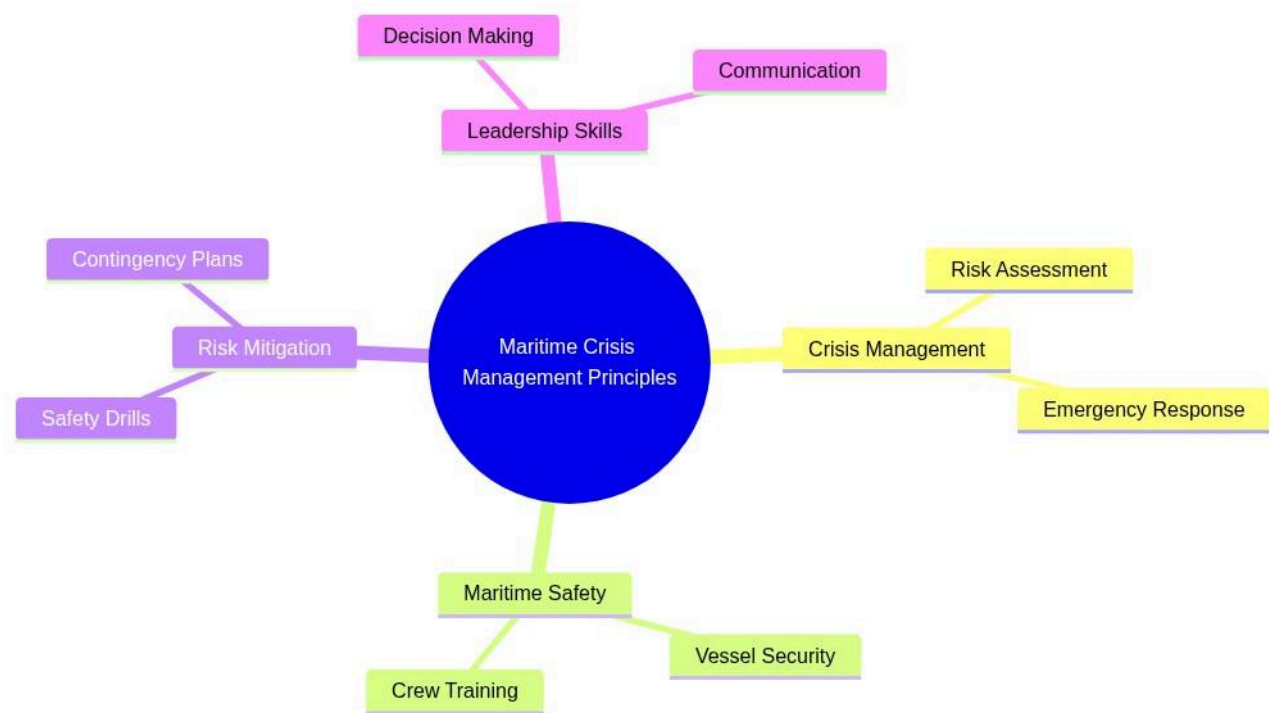 Decision Making
Communication
Leadership Skills
Contingency Plans
Risk Assessment
Risk Mitigation
Maritime Crisis
Management Principles
Crisis Management
Safety Drills
Emergency Response
Maritime Safety
Vessel Security
Crew Training